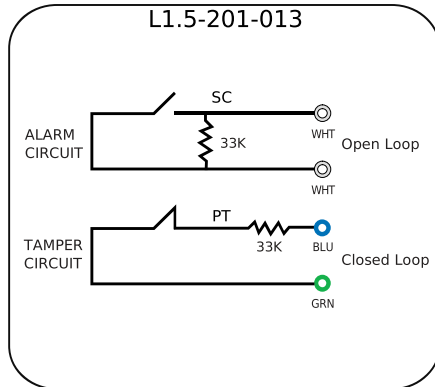 L1.5-201-013
SC
ALARM
CIRCUIT
33K
WHT
Open Loop
WHT
PT
TAMPER
CIRCUIT
33K
BLU
Closed Loop
GRN